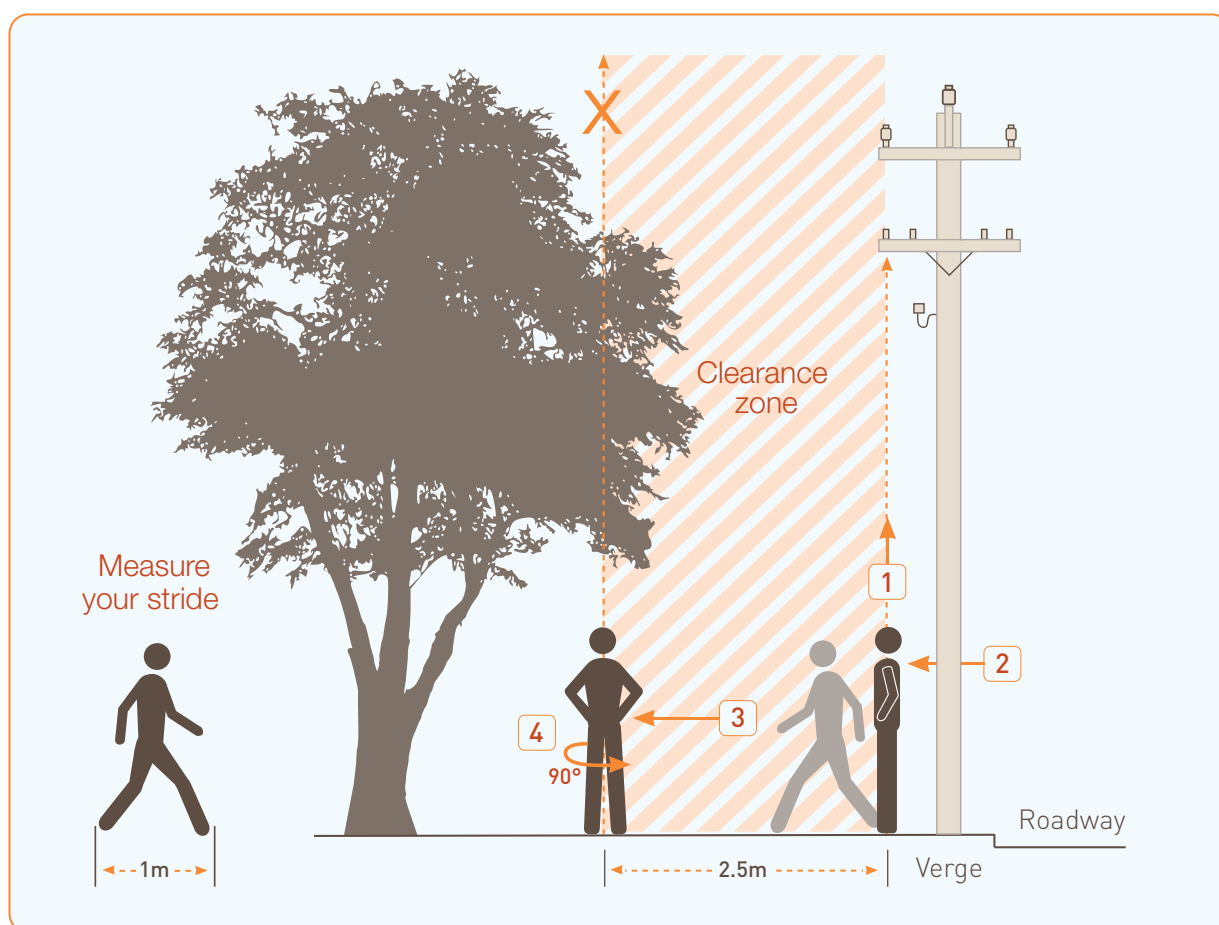 X
Clearance
zone
Measure
your stride
1
2
3
4
90°
Roadway
1m
2.5m
Verge